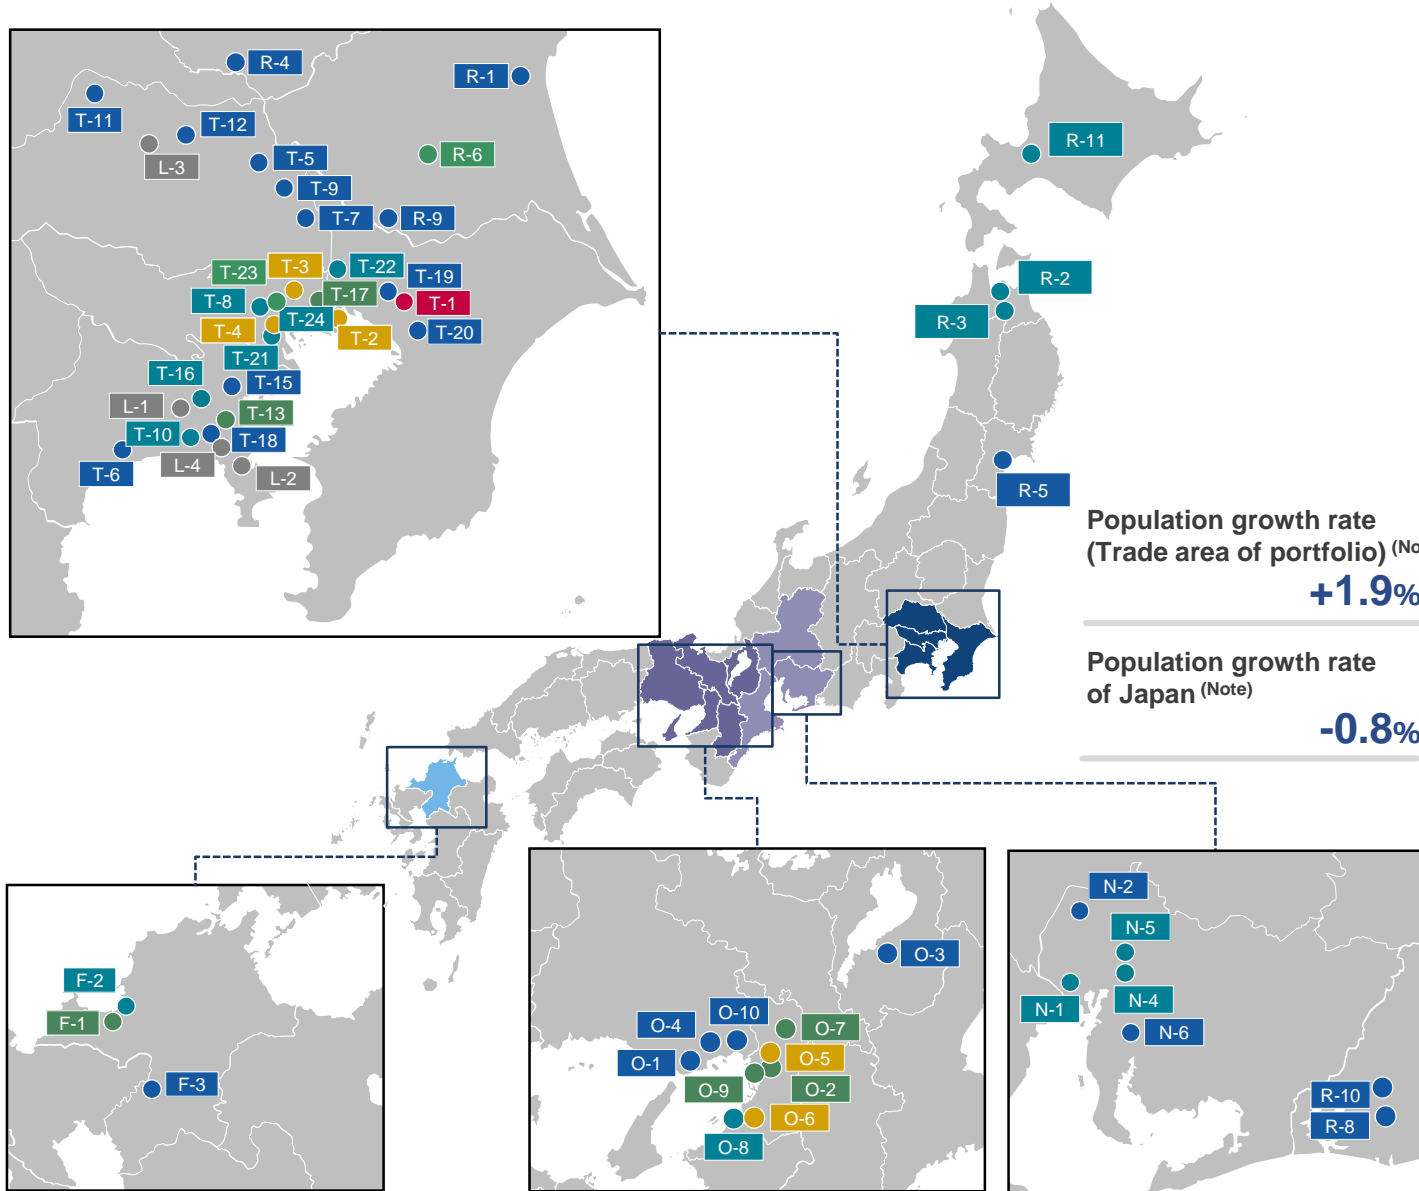 R-4
R-1
T-11
T-12
L-3
T-5
R-6
T-9
T-7
R-9
T-3
T-22
T-23
T-19
T-17
T-8
T-1
T-24
T-4
T-2
T-20
T-21
T-16
T-15
L-1
T-13
T-10
T-18
L-4
T-6
L-2
R-11
R-2
R-3
R-5
Population growth rate
(Trade area of portfolio) (No
+1.9%
Population growth rate
of Japan (Note)
-0.8%
F-2
F-1
F-3
O-3
O-10
O-4
O-7
O-1
O-5
O-9
O-2
O-6
O-8
N-2
N-5
N-1
N-4
N-6
R-10
R-8